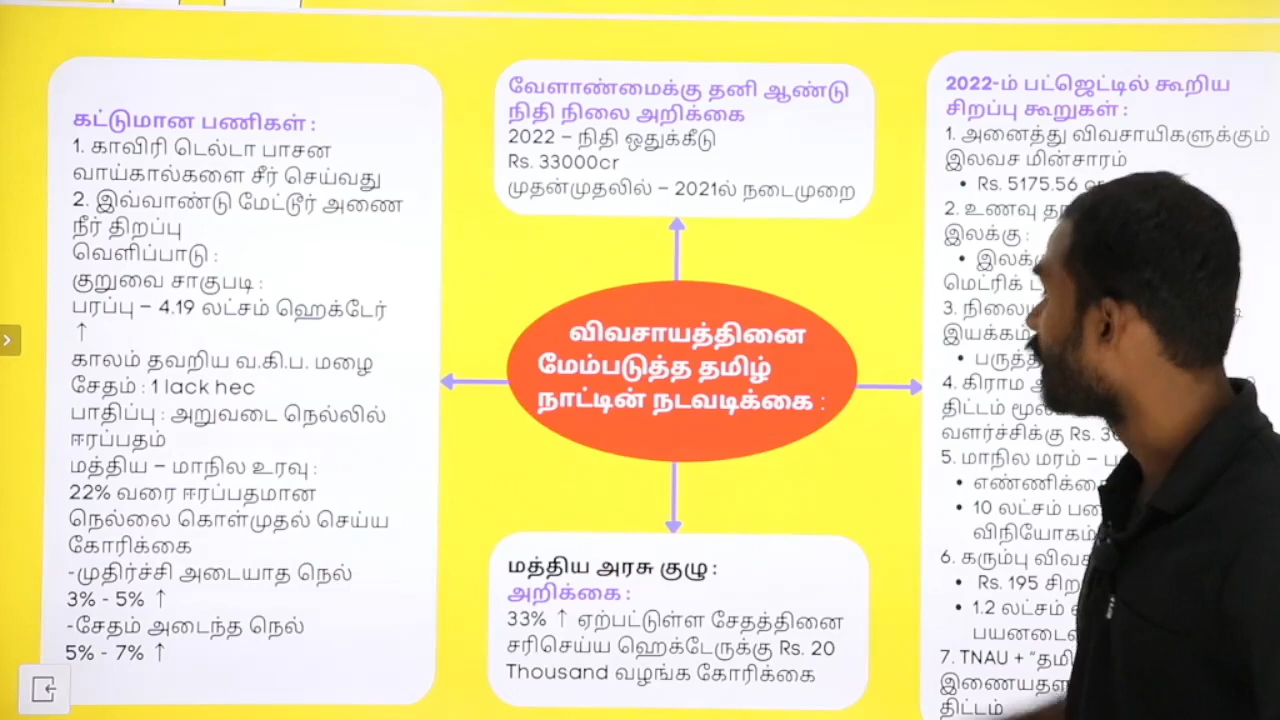 கட்டுமான பணிகள் :
1. காவிரி டெல்டா பாசன
வாய்கால்களை சீர் செய்வது
2. இவ்வாண்டு மேட்டூர் அணை
நீர் திறப்பு
வெளிப்பாடு :
குறுவை சாகுபடி :
பரப்பு – 4.19 லட்சம் ஹெக்டேர்
↑
காலம் தவறிய வ.கி.ப. மழை
சேதம் : 1 lack hec
பாதிப்பு : அறுவடை நெல்லில்
ஈரப்பதம்
மத்திய – மாநில உரவு :
22% வரை ஈரப்பதமான
நெல்லை கொள்முதல் செய்ய
கோரிக்கை
-முதிர்ச்சி அடையாத நெல்
3% - 5% ↑
-சேதம் அடைந்த நெல்
5% - 7% ↑
வேளாண்மைக்கு தனி ஆண்டு
நிதி நிலை அறிக்கை
2022 – நிதி ஒதுக்கீடு
Rs. 33000cr
முதன்முதலில் – 2021ல் நடைமுறை
விவசாயத்தினை
மேம்படுத்த தமிழ்
நாட்டின் நடவடிக்கை :
மத்திய அரசு குழு :
அறிக்கை :
33% ↑ ஏற்பட்டுள்ள சேதத்தினை
சரிசெய்ய ஹெக்டேருக்கு Rs. 20
Thousand வழங்க கோரிக்கை
2022-ம் பட்ஜெட்டில் கூறிய
சிறப்பு கூறுகள் :
1. அனைத்து விவசாயிகளுக்கும்
இலவச மின்சாரம்
• Rs. 5175.56
2. உணவு
இலக்கு :
•
மெட்ரிக்
3.
இயக்கம்
•
4. கிராம
திட்டம்
வளர்ச்சிக்கு Rs.
5. மாநில மரம் –
• எண்ணிக்கை
• 10 லட்சம்
விநியோகம்
6. கரும்பு
• Rs. 195
• 1.2 லட்சம்
7. TNAU +
திட்டம்